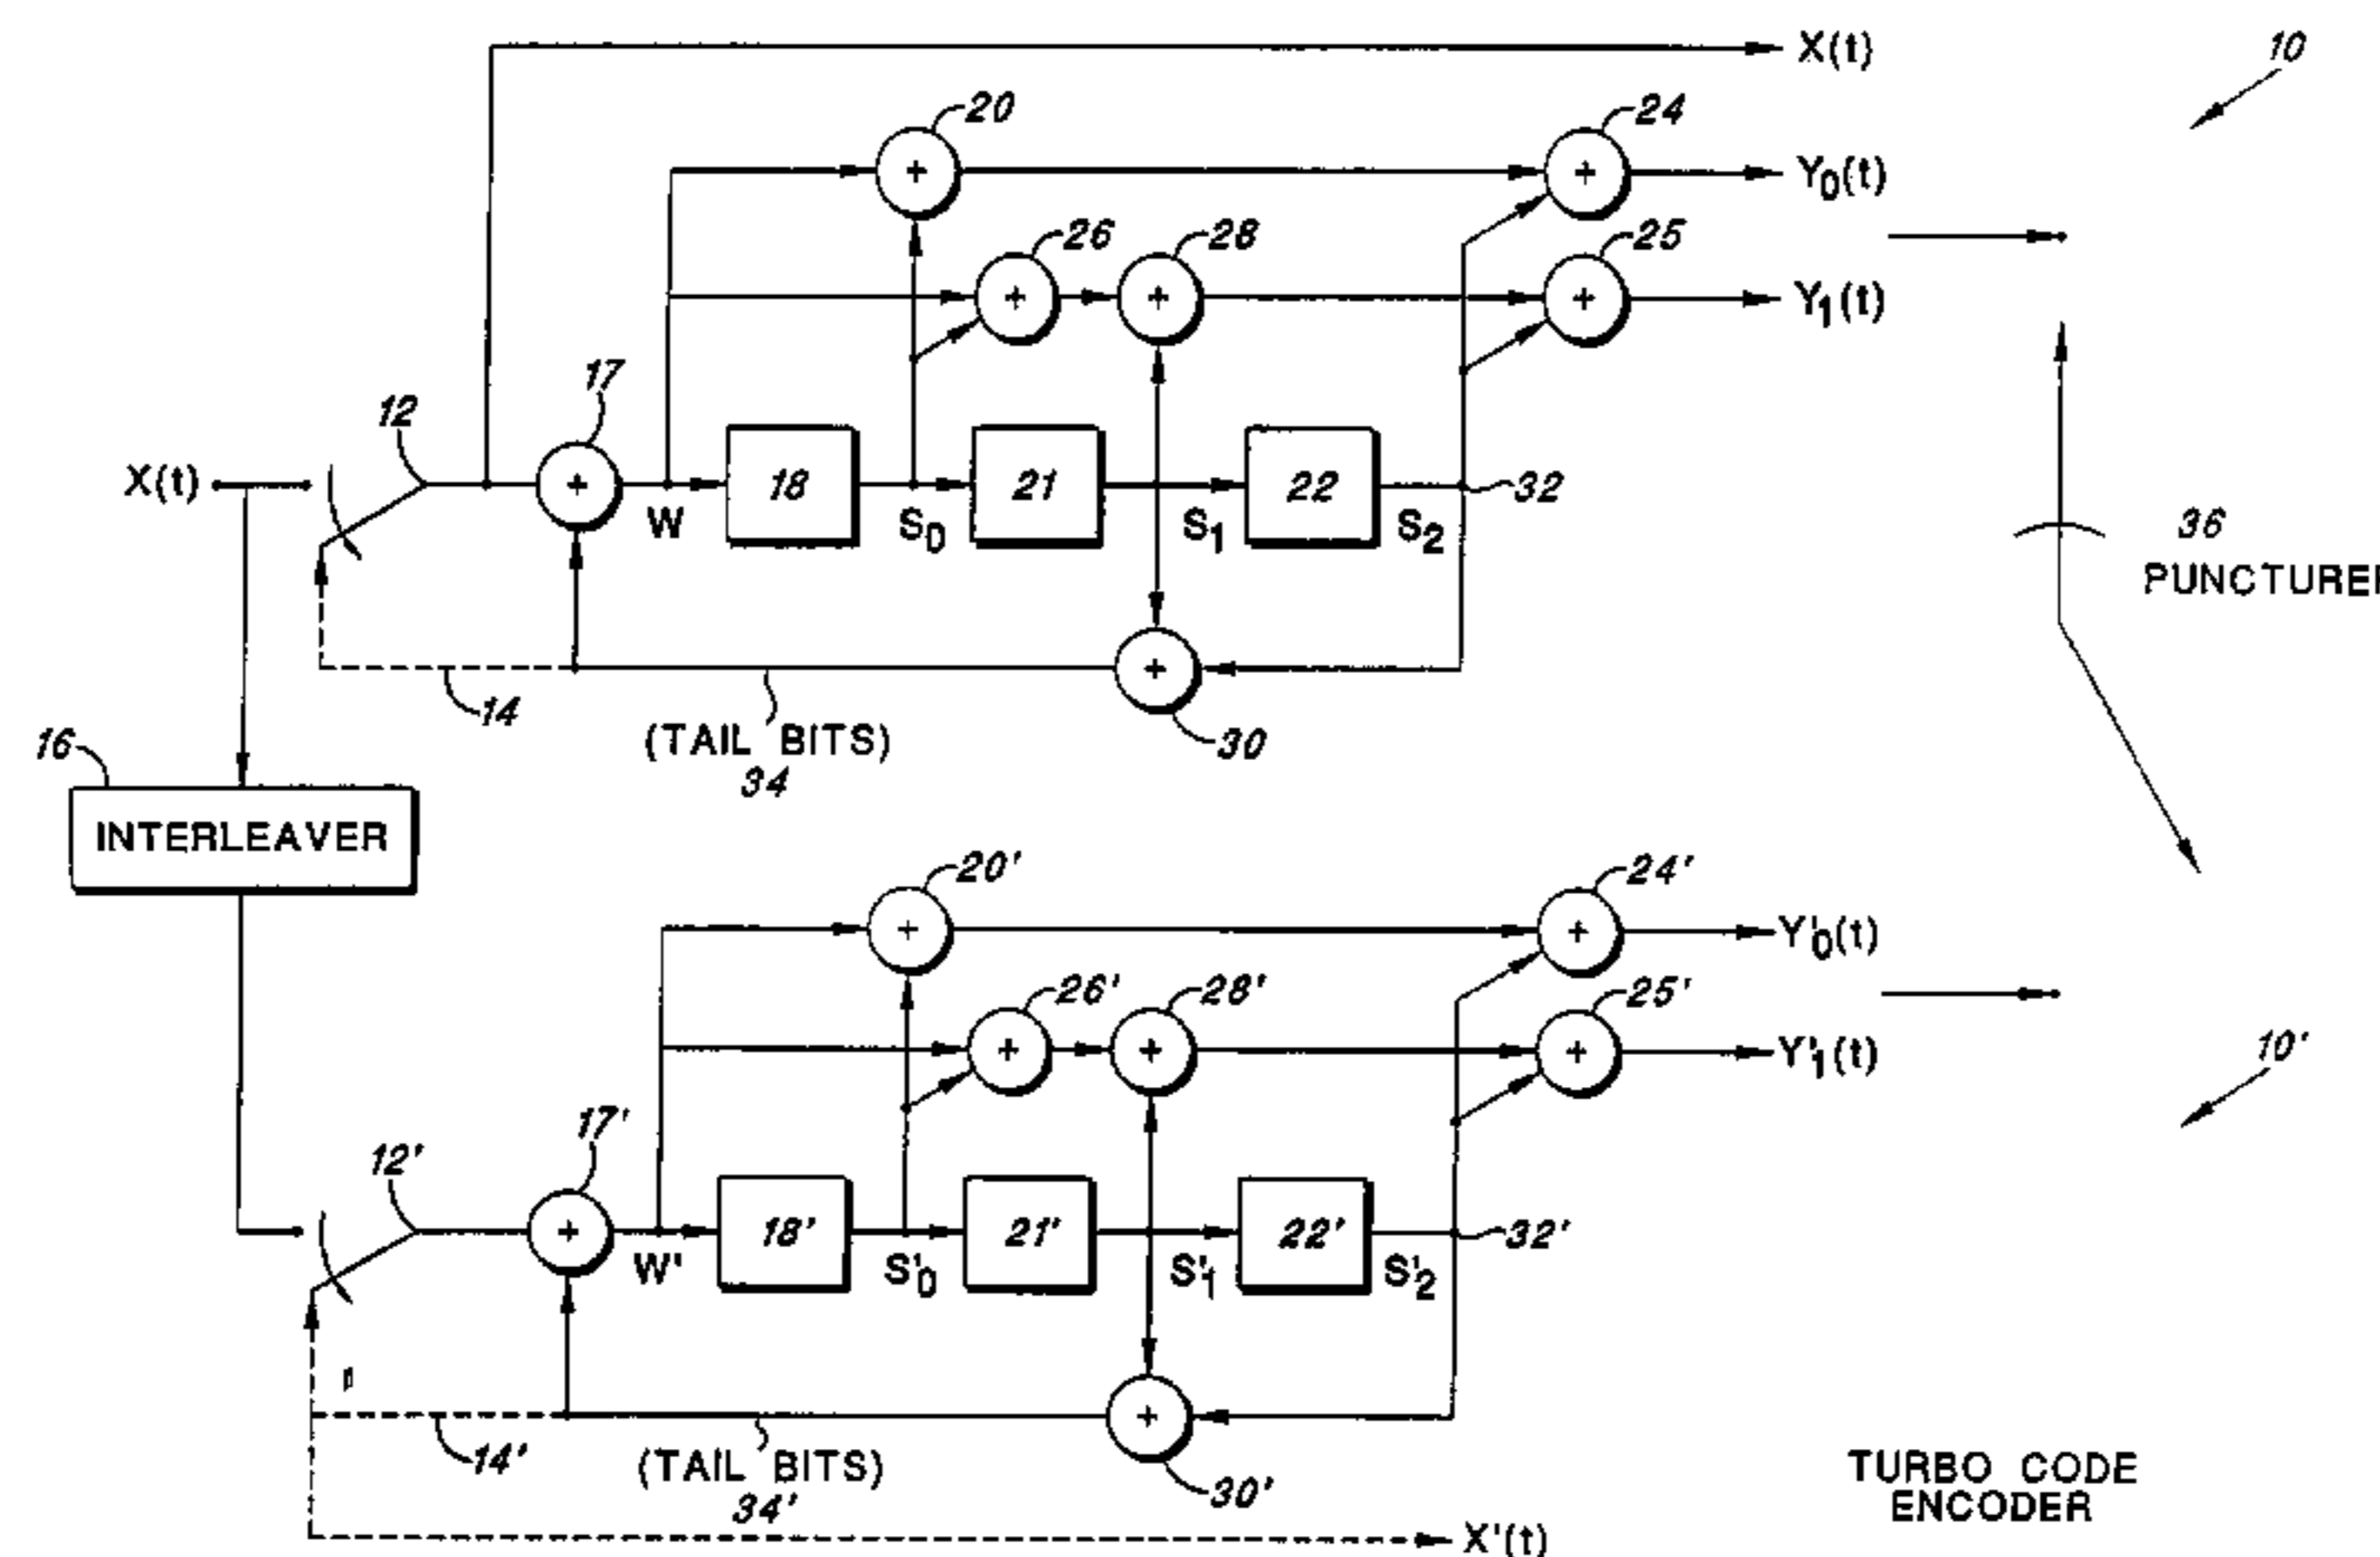 X(t)
10
20
24
Y0(t)
26
28
25
Y1(t)
17
12
X(t)
18
21
22
32
W
S0
S1
S2
36
PUNCTURER
14
(TAIL BITS)
34
30
16
INTERLEAVER
20'
24'
Y'0(t)
26'
28'
25'
Y'1(t)
10'
17'
12'
18'
21'
22'
32'
W'
S'0
S'1
S'2
14'
(TAIL BITS)
34'
30'
TURBO CODE
ENCODER
X'(t)